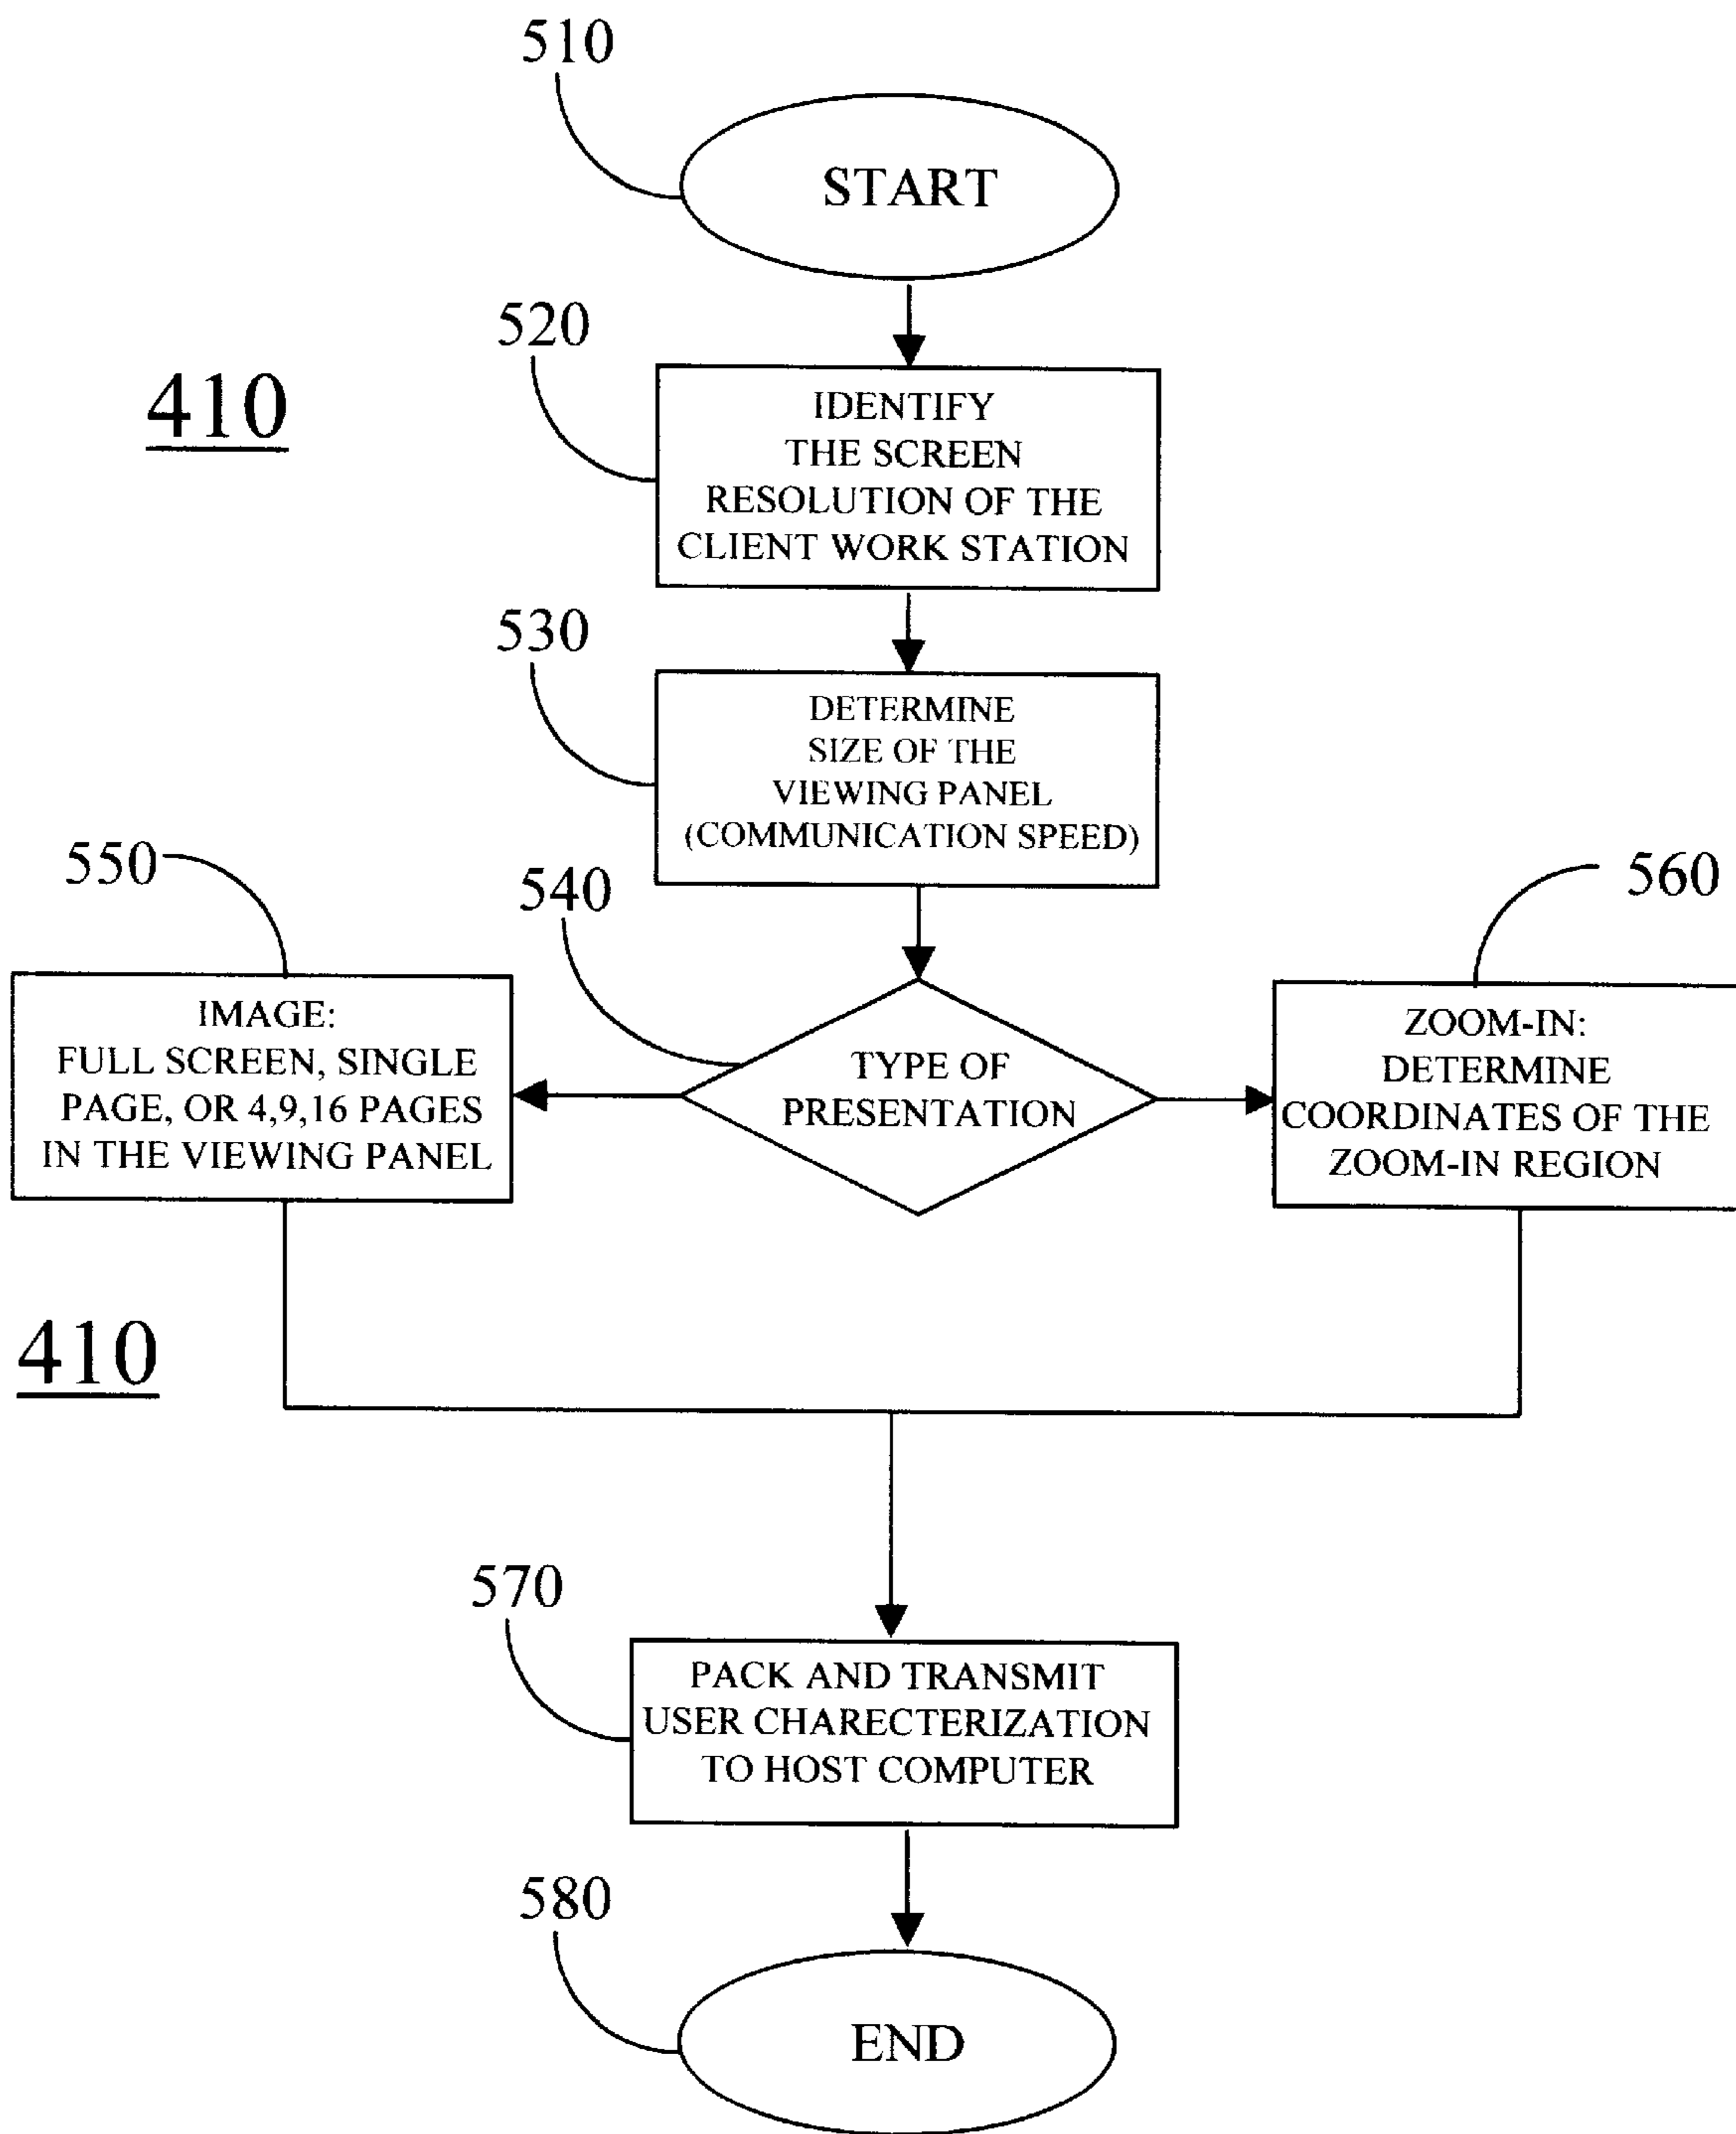 510
START
520
410
IDENTIFY
THE SCREEN
RESOLUTION OF THE
CLIENT WORK STATION
530
DETERMINE
SIZE OF THE
VIEWING PANEL
(COMMUNICATION SPEED)
550
540
560
IMAGE:
FULL SCREEN, SINGLE
PAGE, OR 4,9,16 PAGES
IN THE VIEWING PANEL
TYPE OF
PRESENTATION
ZOOM-IN:
DETERMINE
COORDINATES OF THE
ZOOM-IN REGION
410
570
PACK AND TRANSMIT
USER CHARECTERIZATION
TO HOST COMPUTER
580
END